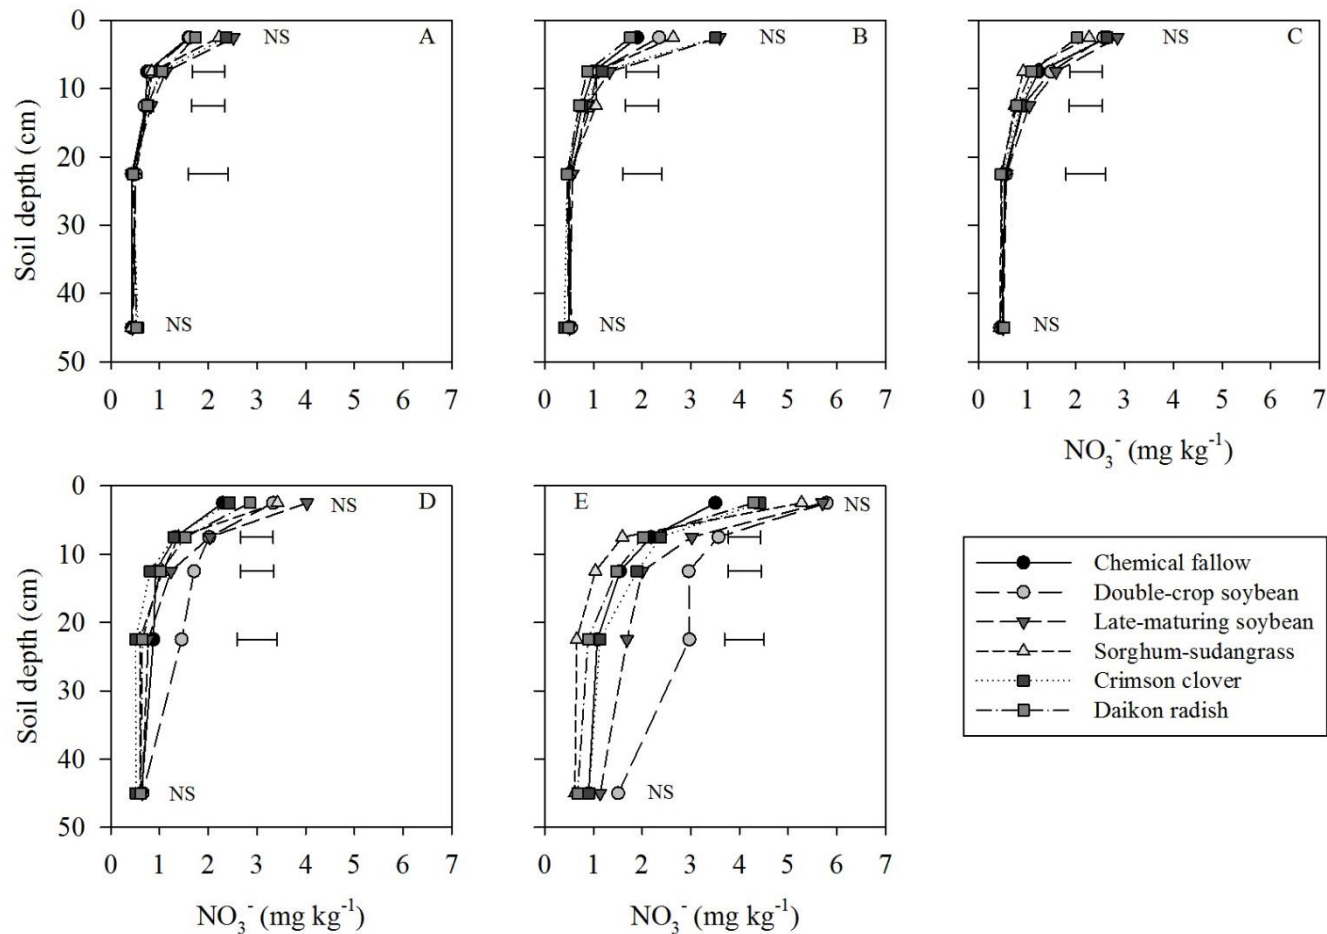 0
10
20
30
40
50
Soil depth (cm)
A
NS
NS
0 1 2 3 4 5 6 7
B
NS
NS
0 1 2 3 4 5 6 7
C
NS
NS
0 1 2 3 4 5 6 7
NO₃⁻ (mg kg⁻¹)
0
10
20
30
40
50
Soil depth (cm)
D
NS
NS
0 1 2 3 4 5 6 7
NO₃⁻ (mg kg⁻¹)
E
NS
NS
0 1 2 3 4 5 6 7
NO₃⁻ (mg kg⁻¹)
Chemical fallow
Double-crop soybean
Late-maturing soybean
Sorghum-sudangrass
Crimson clover
Daikon radish